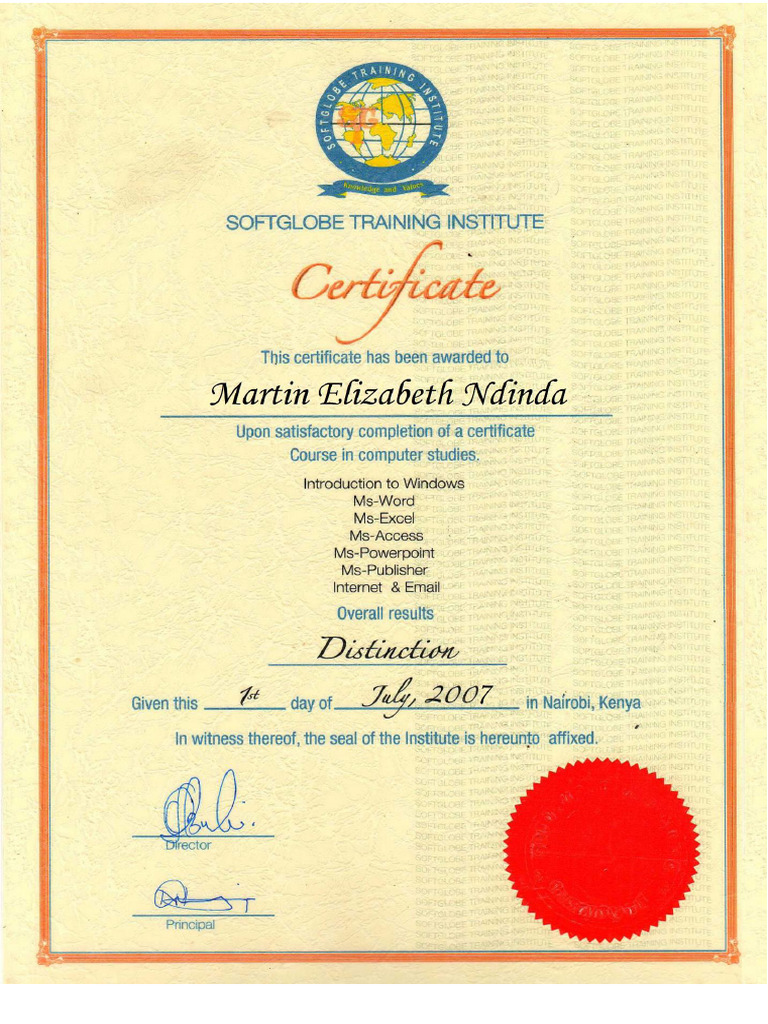 SOFTGLOBE TRAINING INSTITUTE
Knowledge and Values
SOFTGLOBE TRAINING INSTITUTE
Certificate
This certificate has been awarded to
Martin Elizabeth Ndinda
Upon satisfactory completion of a certificate
Course in computer studies.
Introduction to Windows
Ms-Word
Ms-Excel
Ms-Access
Ms-Powerpoint
Ms-Publisher
Internet & Email
Overall results
Distinction
Given this 1st day of July, 2007 in Nairobi, Kenya
In witness thereof, the seal of the Institute is hereunto affixed.
Director
Principal